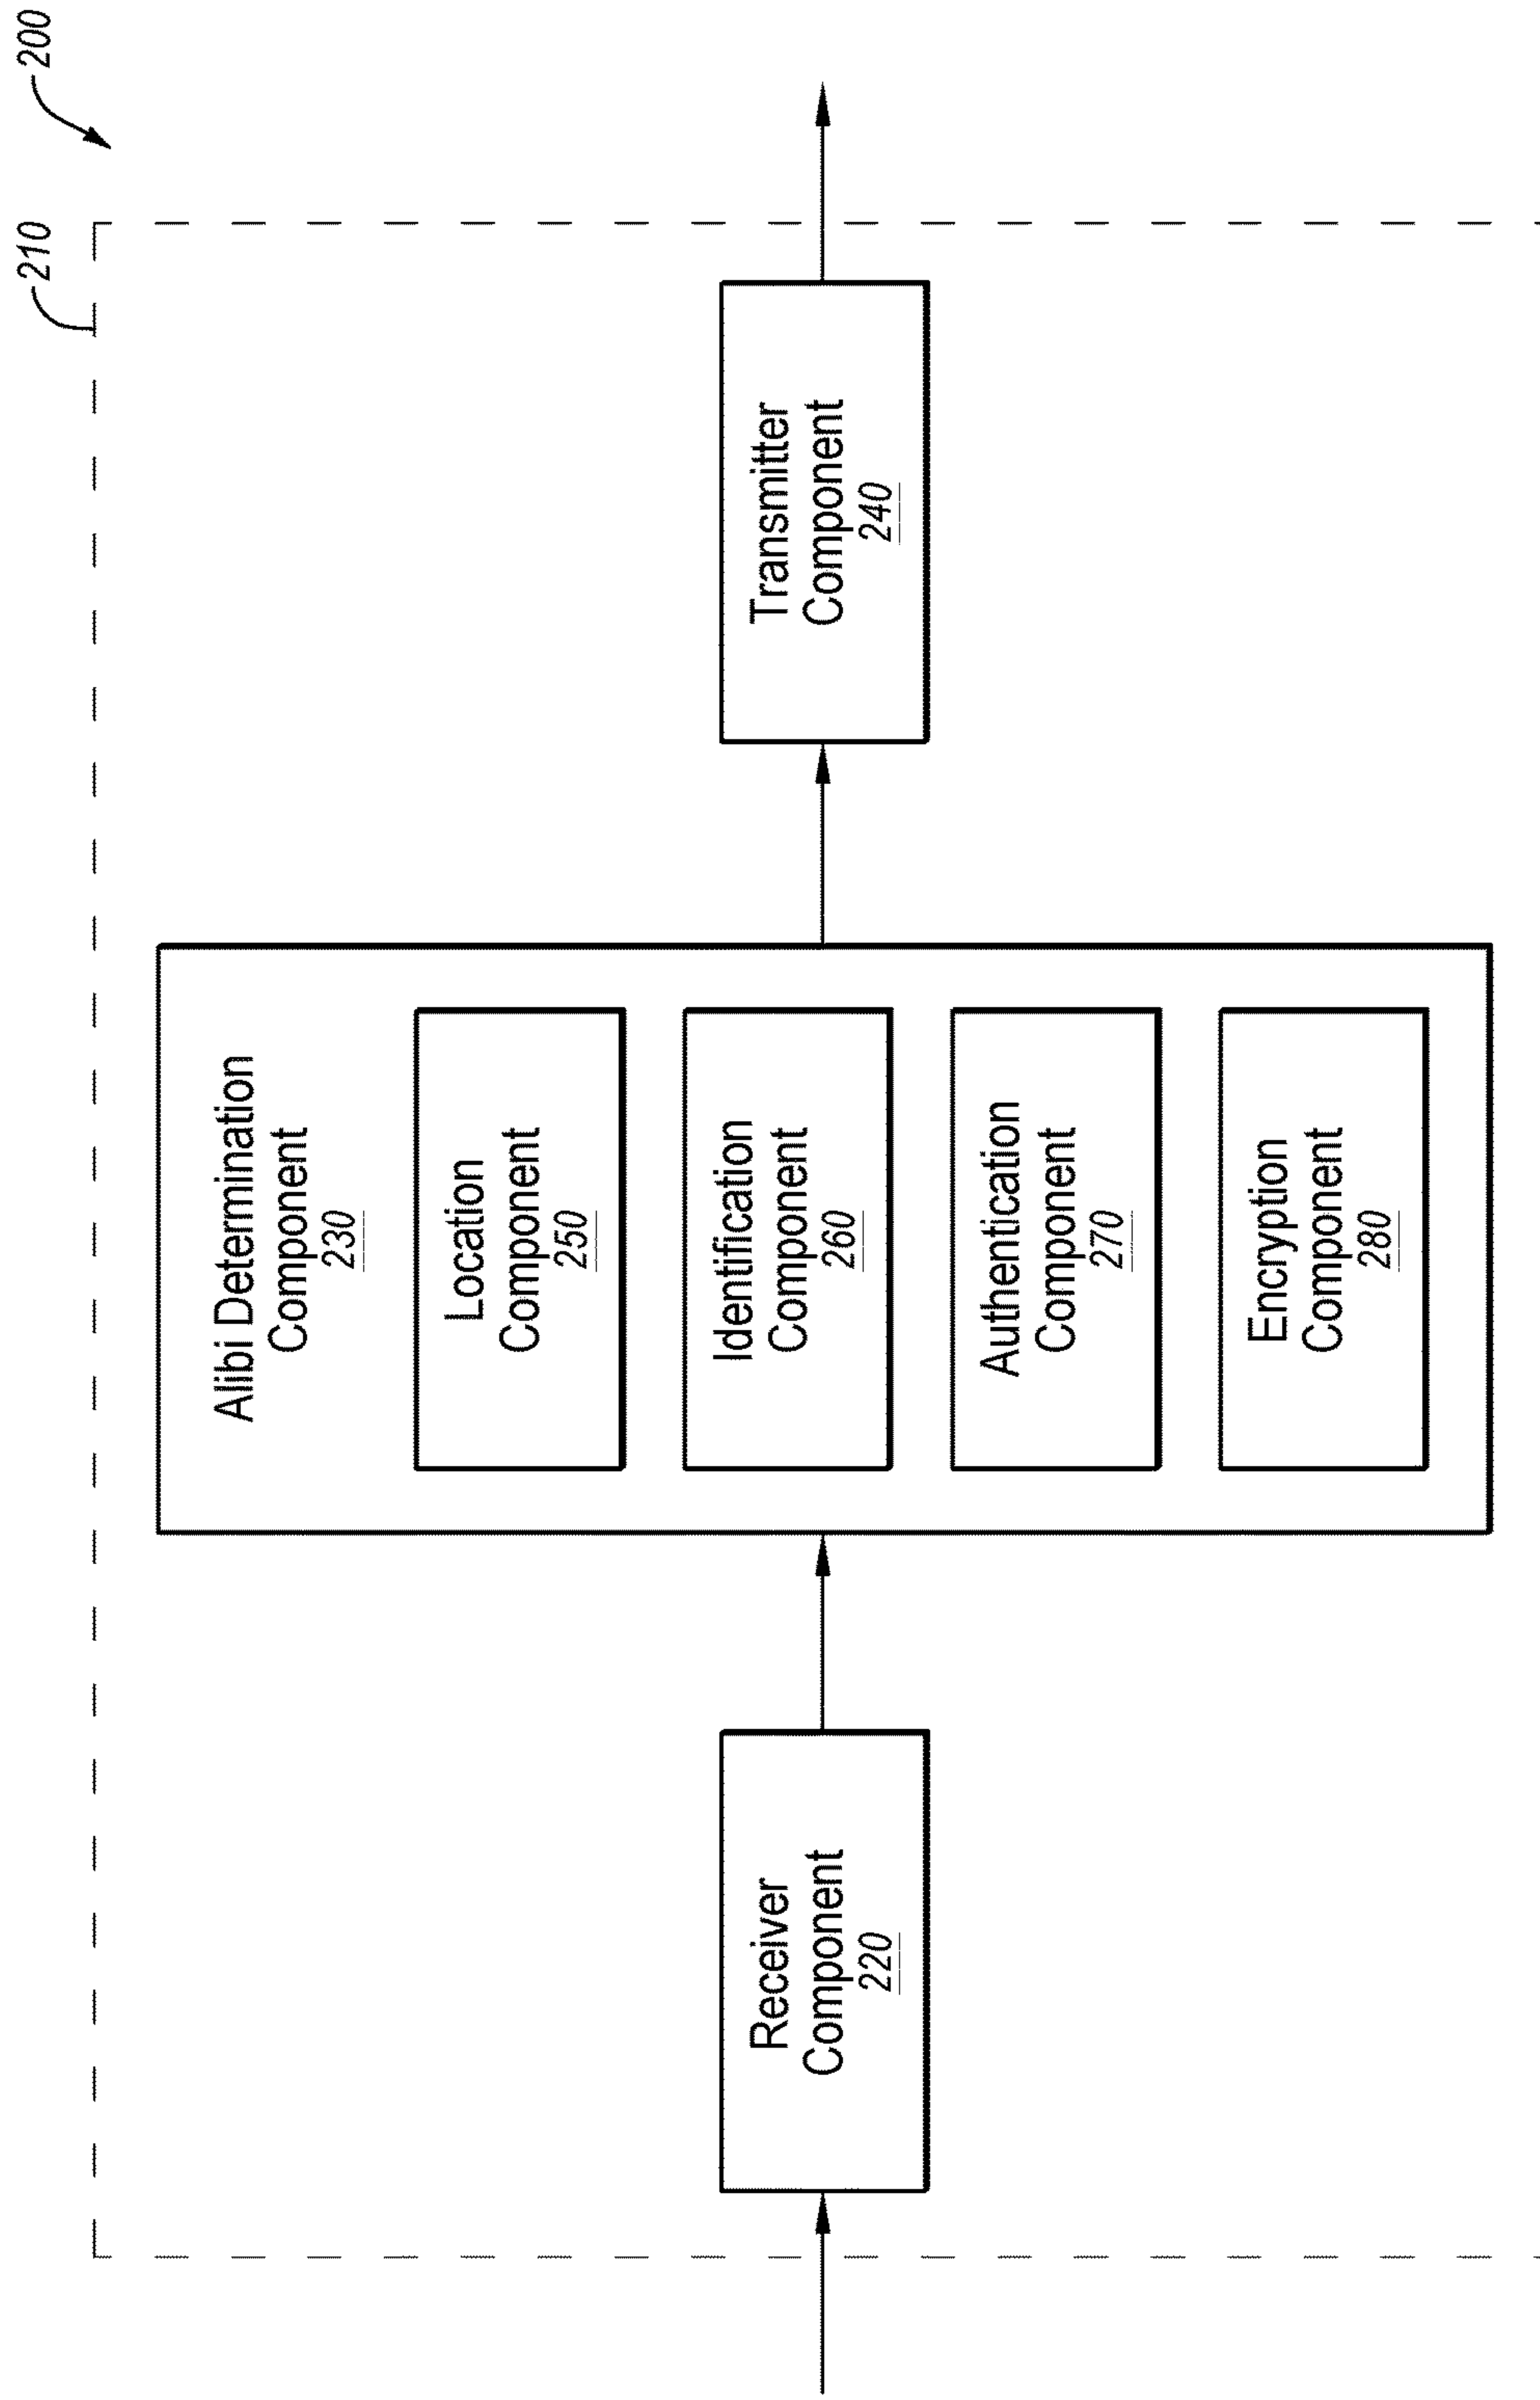 200
210
Receiver
Component
220
Alibi Determination
Component
230
Location
Component
250
Identification
Component
260
Authentication
Component
270
Encryption
Component
280
Transmitter
Component
240